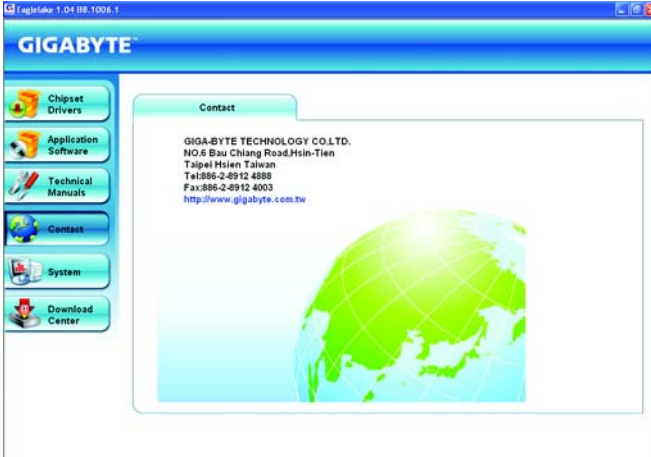 Eaglelake 1.04 B8.1006.1
GIGABYTE™
Chipset
Drivers
Application
Software
Technical
Manuals
Contact
System
Download
Center
Contact
GIGA-BYTE TECHNOLOGY CO.,LTD.
NO.6 Bau Chiang Road,Hsin-Tien
Taipei Hsien Taiwan
Tel:886-2-8912 4888
Fax:886-2-8912 4003
http://www.gigabyte.com.tw